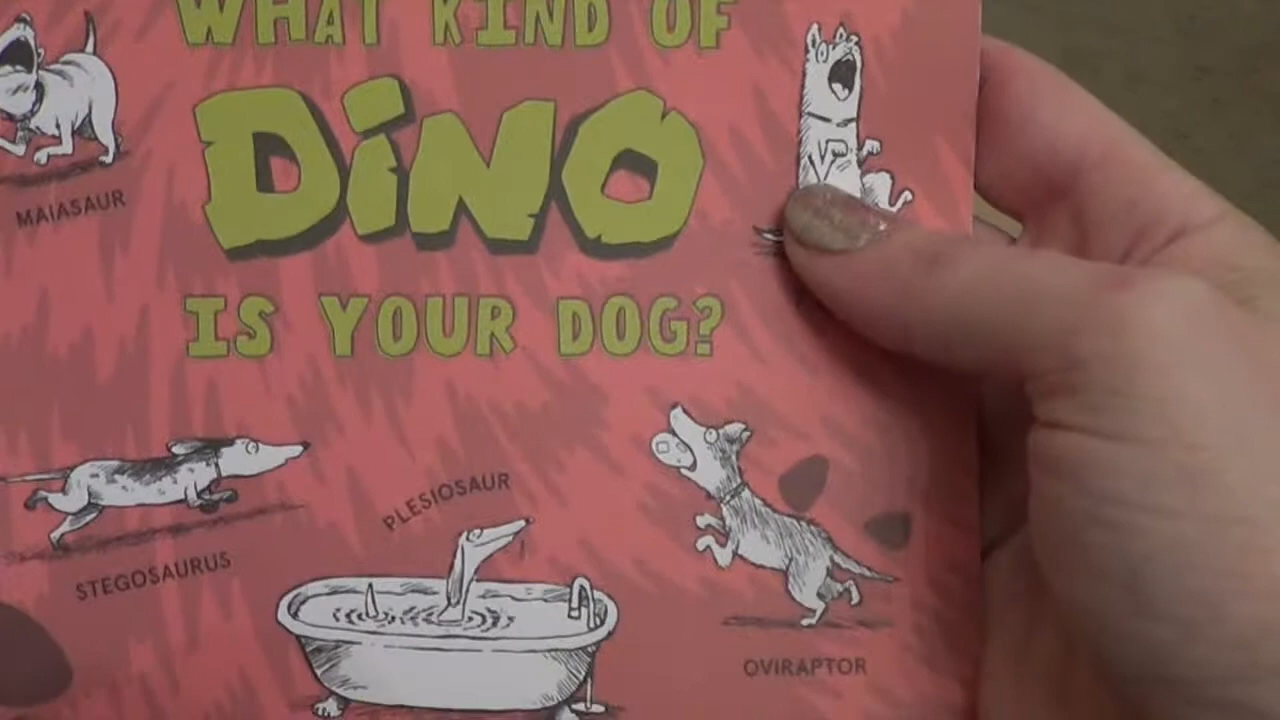 WHAT KIND OF
DiNO
MAIASAUR
IS YOUR DOG?
PLESIOSAUR
STEGOSAURUS
OVIRAPTOR